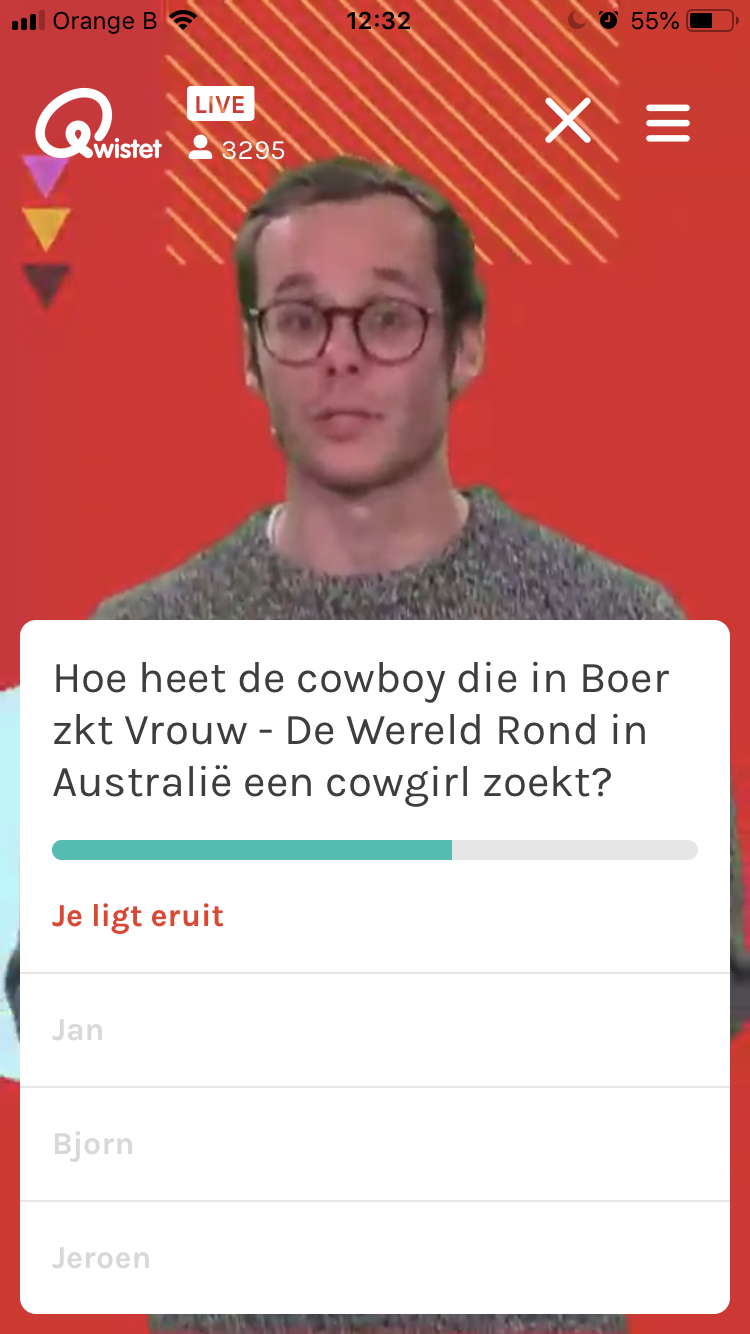 Orange B 12:32 55%
LIVE
Qwistet
3295
Hoe heet de cowboy die in Boer
zkt Vrouw - De Wereld Rond in
Australië een cowgirl zoekt?
Je ligt eruit
Jan
Bjorn
Jeroen